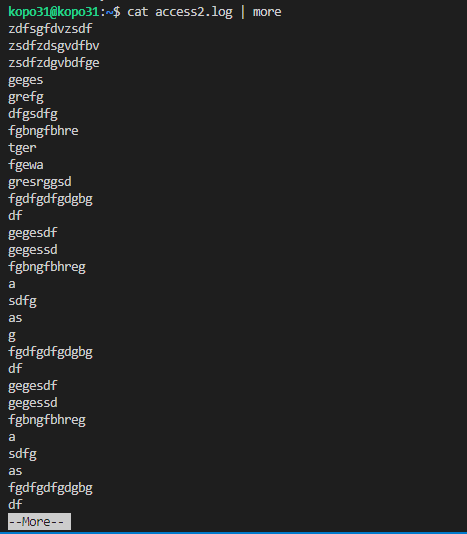 kopo31@kopo31:~$ cat access2.log | more
zdfsgfdvzsdf
zsdfzdsgvdfbv
zsdfzdgvbdfge
geges
grefg
dfgsdfg
fgbngfbhre
tger
fgewa
gresrggsd
fgdfgdfgdgbg
df
gegesdf
gegessd
fgbngfbhreg
a
sdfg
as
g
fgdfgdfgdgbg
df
gegesdf
gegessd
fgbngfbhreg
a
sdfg
as
fgdfgdfgdgbg
df
--More--